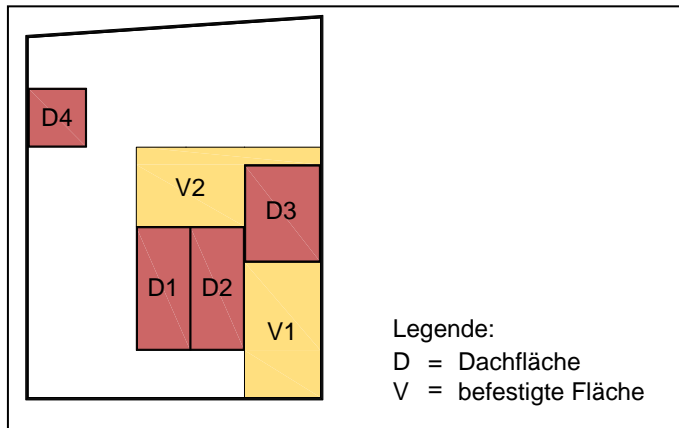 D4
V2
D3
D1 D2
V1
Legende:
D = Dachfläche
V = befestigte Fläche